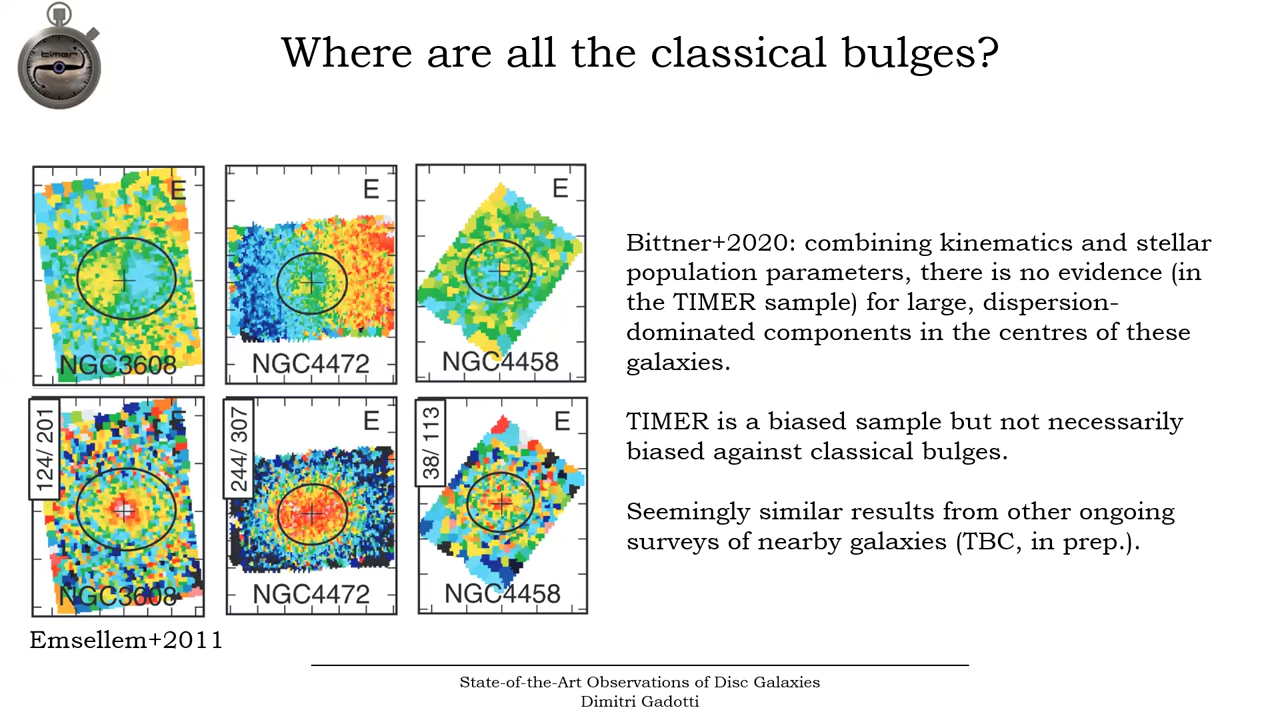 timer
Where are all the classical bulges?
E
NGC3608
E
NGC4472
E
NGC4458
124/ 201
E
NGC3608
244/ 307
E
NGC4472
38/ 113
E
NGC4458
Emsellem+2011
Bittner+2020: combining kinematics and stellar
population parameters, there is no evidence (in
the TIMER sample) for large, dispersion-
dominated components in the centres of these
galaxies.
TIMER is a biased sample but not necessarily
biased against classical bulges.
Seemingly similar results from other ongoing
surveys of nearby galaxies (TBC, in prep.).
State-of-the-Art Observations of Disc Galaxies
Dimitri Gadotti